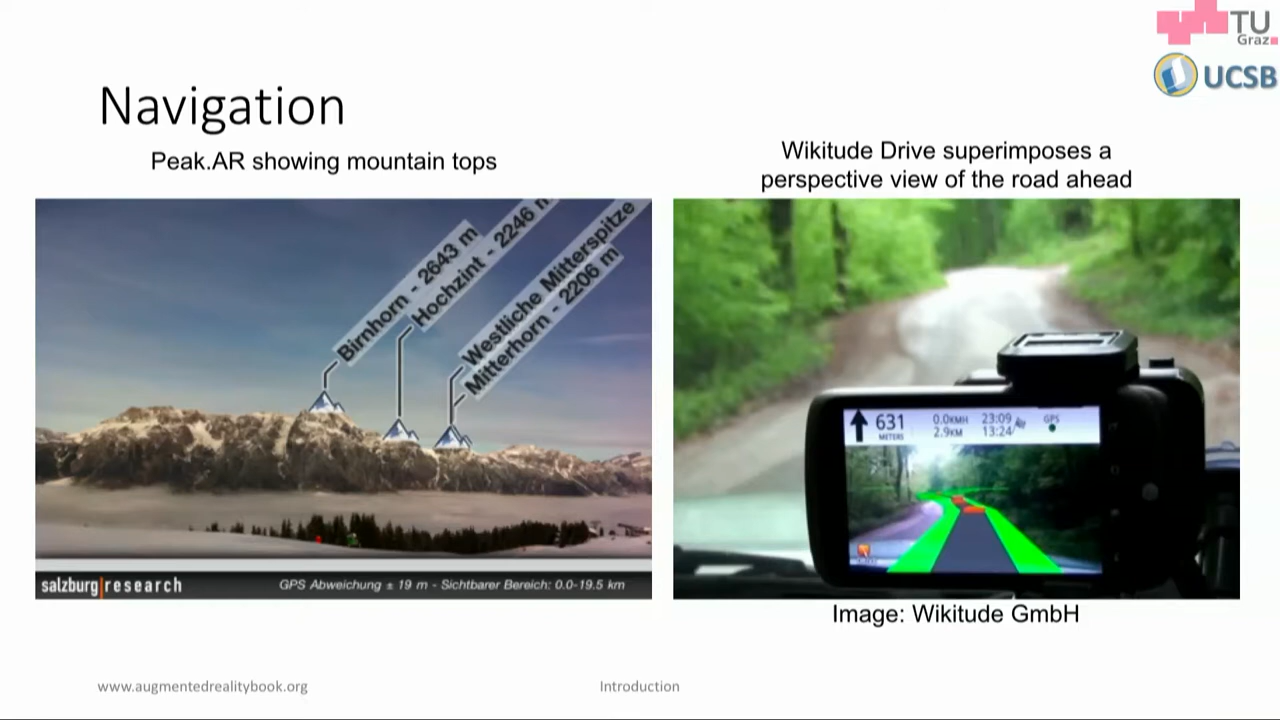 TU
Graz
UCSB
Navigation
Peak.AR showing mountain tops
Wikitude Drive superimposes a
perspective view of the road ahead
Birnhorn - 2643 m
Hochzint - 2246 m
Westliche Mitterspitze
Mitterhorn - 2206 m
salzburg|research
GPS Abweichung ± 19 m - Sichtbarer Bereich: 0.0-19.5 km
631
METERS
0.0KMH 23:09
2.9KM 13:24
GPS
Image: Wikitude GmbH
www.augmentedrealitybook.org
Introduction